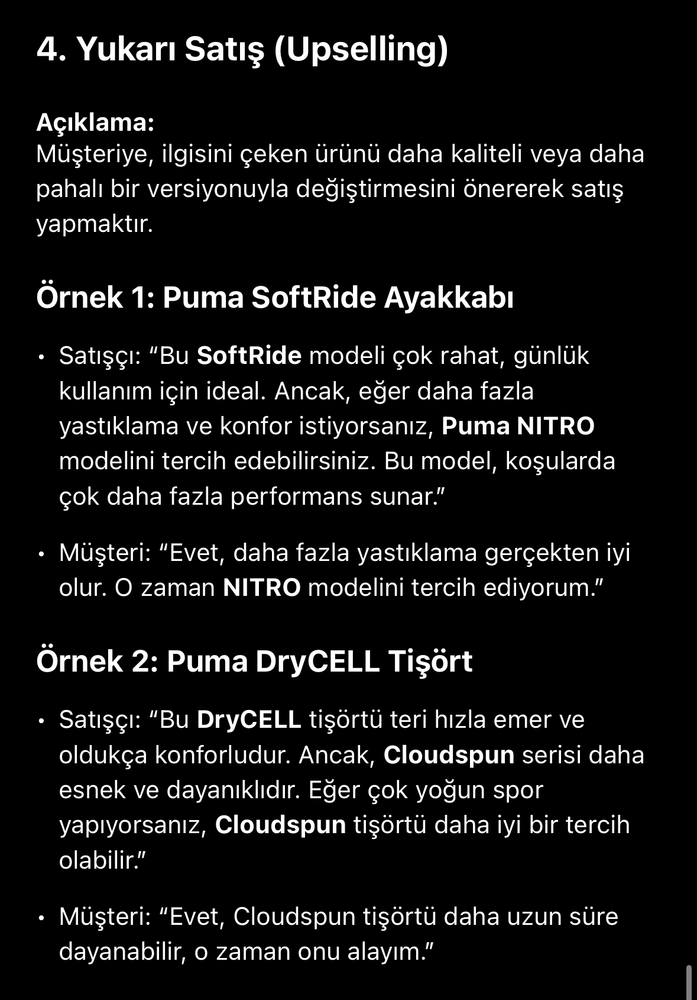 4. Yukarı Satış (Upselling)
Açıklama:
Müşteriye, ilgisini çeken ürünü daha kaliteli veya daha
pahalı bir versiyonuyla değiştirmesini önererek satış
yapmaktır.
Örnek 1: Puma SoftRide Ayakkabı
• Satışçı: “Bu SoftRide modeli çok rahat, günlük
kullanım için ideal. Ancak, eğer daha fazla
yastıklama ve konfor istiyorsanız, Puma NITRO
modelini tercih edebilirsiniz. Bu model, koşularda
çok daha fazla performans sunar.”
• Müşteri: “Evet, daha fazla yastıklama gerçekten iyi
olur. O zaman NITRO modelini tercih ediyorum.”
Örnek 2: Puma DryCELL Tişört
• Satışçı: “Bu DryCELL tişörtü teri hızla emer ve
oldukça konforludur. Ancak, Cloudspun serisi daha
esnek ve dayanıklıdır. Eğer çok yoğun spor
yapıyorsanız, Cloudspun tişörtü daha iyi bir tercih
olabilir.”
• Müşteri: “Evet, Cloudspun tişörtü daha uzun süre
dayanabilir, o zaman onu alayım.”